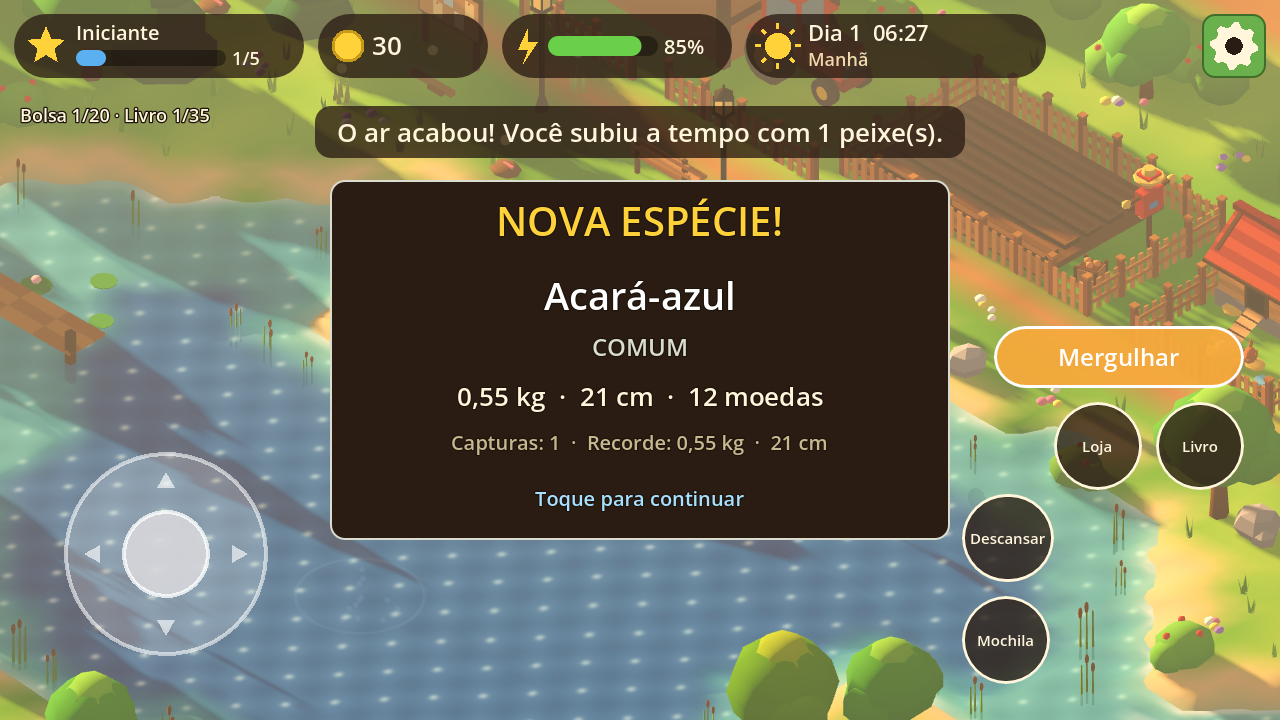 Iniciante
1/5
30
85%
Dia 1 06:27
Manhã
Bolsa 1/20 · Livro 1/35
O ar acabou! Você subiu a tempo com 1 peixe(s).
NOVA ESPÉCIE!
Acará-azul
COMUM
0,55 kg · 21 cm · 12 moedas
Capturas: 1 · Recorde: 0,55 kg · 21 cm
Toque para continuar
Mergulhar
Loja
Livro
Descansar
Mochila